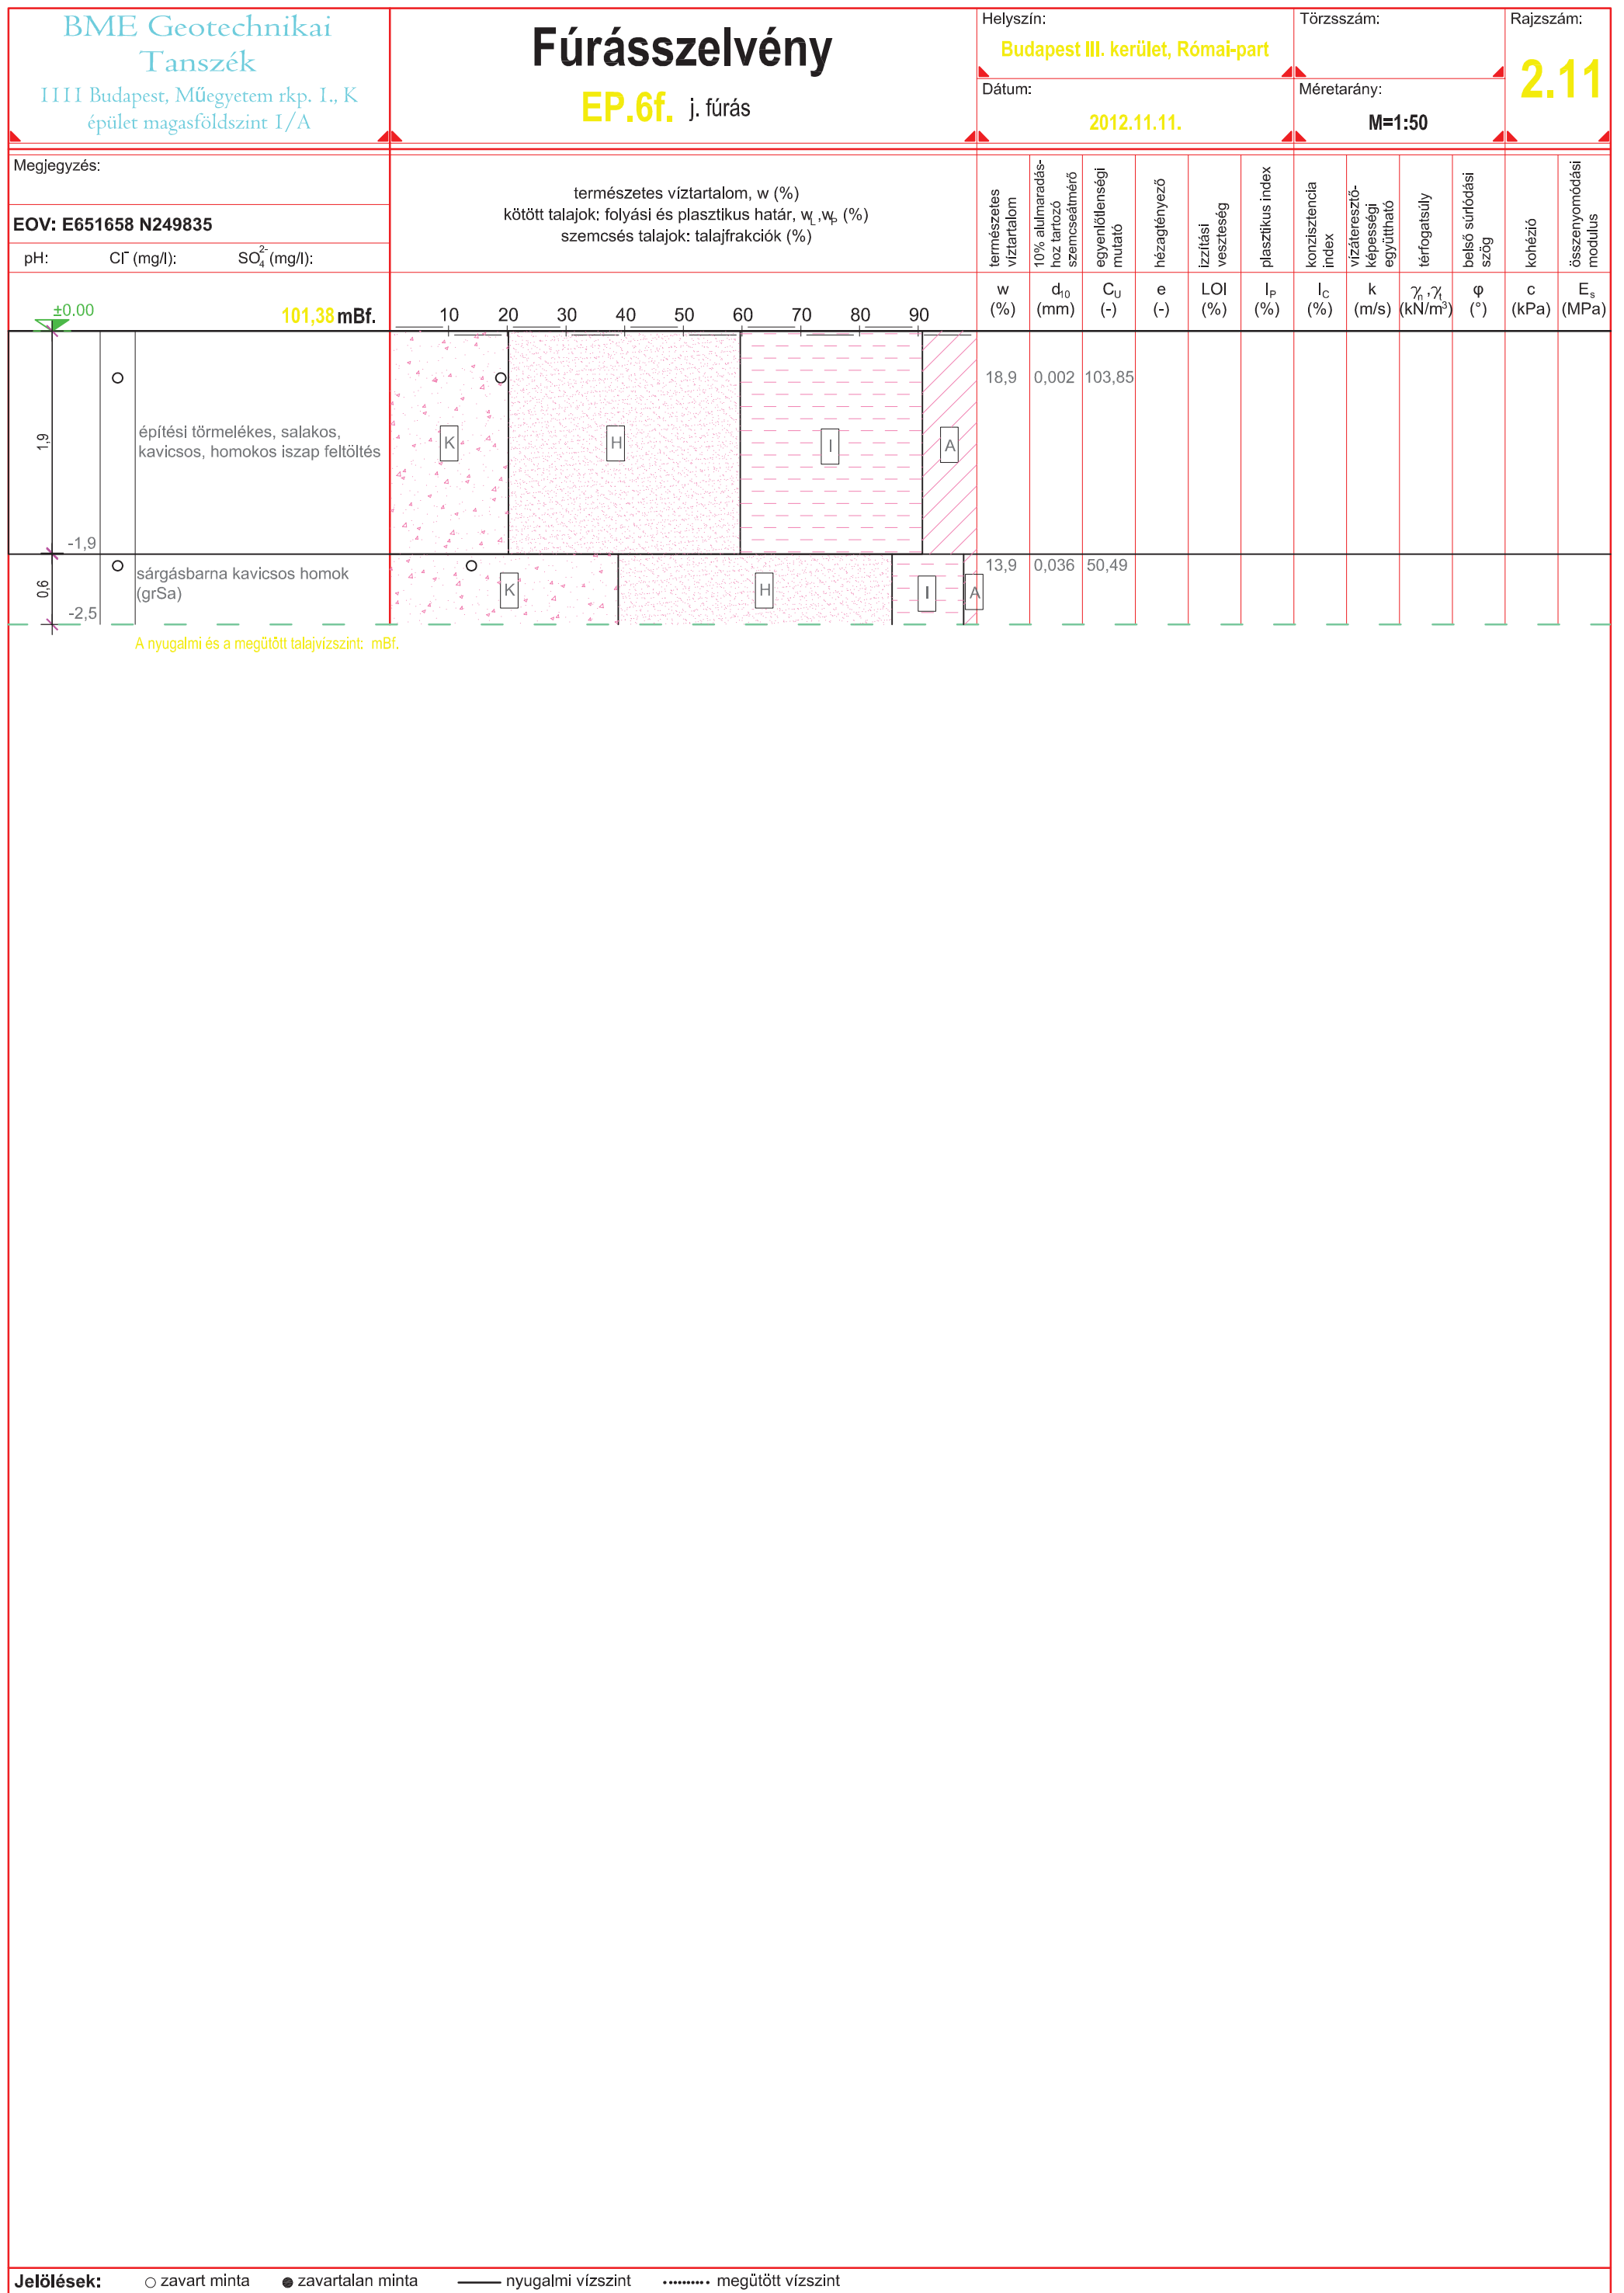 BME Geotechnikai
Tanszék
1111 Budapest, Műegyetem rkp. 1., K
épület magasföldszint 1/A
Fúrásszelvény
EP.6f. j. fúrás
Helyszín:
Budapest III. kerület, Római-part
Törzsszám:
Rajzszám:
2.11
Dátum:
2012.11.11.
Méretarány:
M=1:50
Megjegyzés:
EOV: E651658 N249835
pH: Cl⁻ (mg/l): SO₄²⁻ (mg/l):
természetes víztartalom, w (%)
kötött talajok: folyási és plasztikus határ, wL,wP, (%)
szemcsés talajok: talajfrakciók (%)
természetes
víztartalom
10% alulmaradás-
hoz tartozó
szemcseátmérő
egyenlőtlenségi
mutató
hézagtényező
izzítási
veszteség
plasztikus index
konzisztencia
index
vízáteresztő-
képességi
együttható
térfogatsúly
belső súrlódási
szög
kohézió
összenyomódási
modulus
w d₁₀ CU e LOI IP IC k γn ,γt φ c Es
(%) (mm) (-) (-) (%) (%) (%) (m/s) (kN/m³) (°) (kPa) (MPa)
±0.00
101,38 mBf.
10 20 30 40 50 60 70 80 90
18,9 0,002 103,85
1,9
építési törmelékes, salakos,
kavicsos, homokos iszap feltöltés
K H I A
-1,9
13,9 0,036 50,49
0,6
sárgásbarna kavicsos homok
(grSa)
K H I A
-2,5
A nyugalmi és a megütött talajvízszint: mBf.
Jelölések: zavart minta zavartalan minta nyugalmi vízszint megütött vízszint